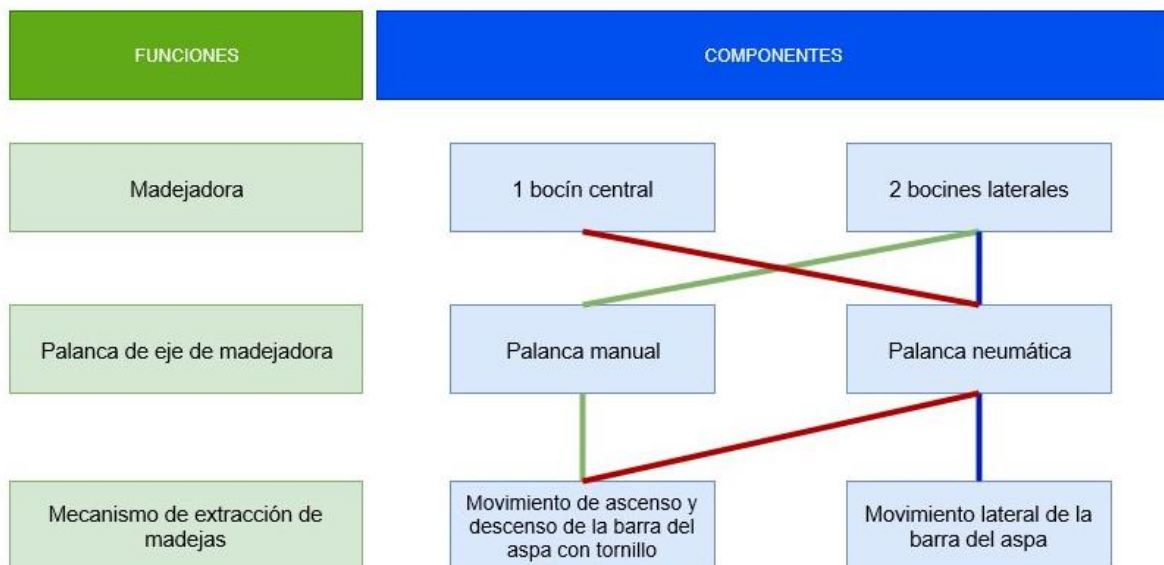 FUNCIONES
COMPONENTES
Madejadora
1 bocín central
2 bocines laterales
Palanca de eje de madejadora
Palanca manual
Palanca neumática
Mecanismo de extracción de
madejas
Movimiento de ascenso y
descenso de la barra del
aspa con tornillo
Movimiento lateral de la
barra del aspa